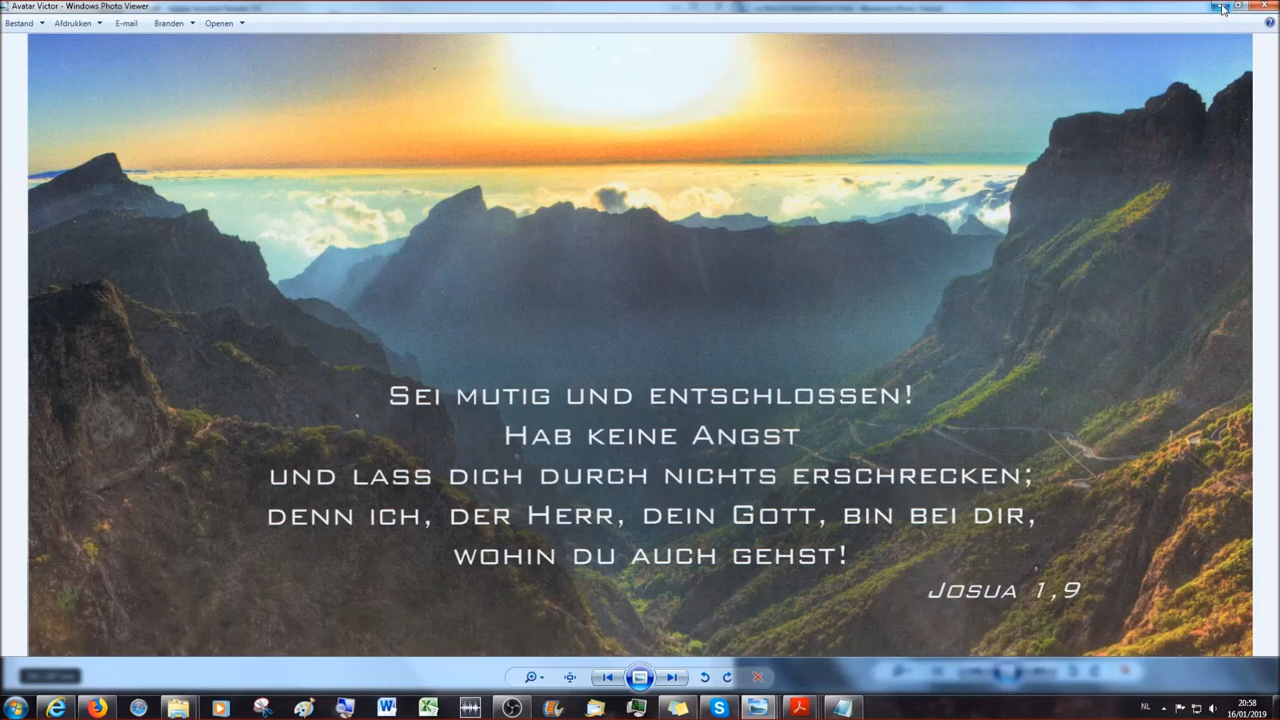 Avatar Victor - Windows Photo Viewer
Bestand Afdrukken E-mail Branden Openen
Sei mutig und entschlossen!
Hab keine Angst
und lass dich durch nichts erschrecken;
denn ich, der Herr, dein Gott, bin bei dir,
wohin du auch gehst!
Josua 1,9
NL
20:58
16/01/2019